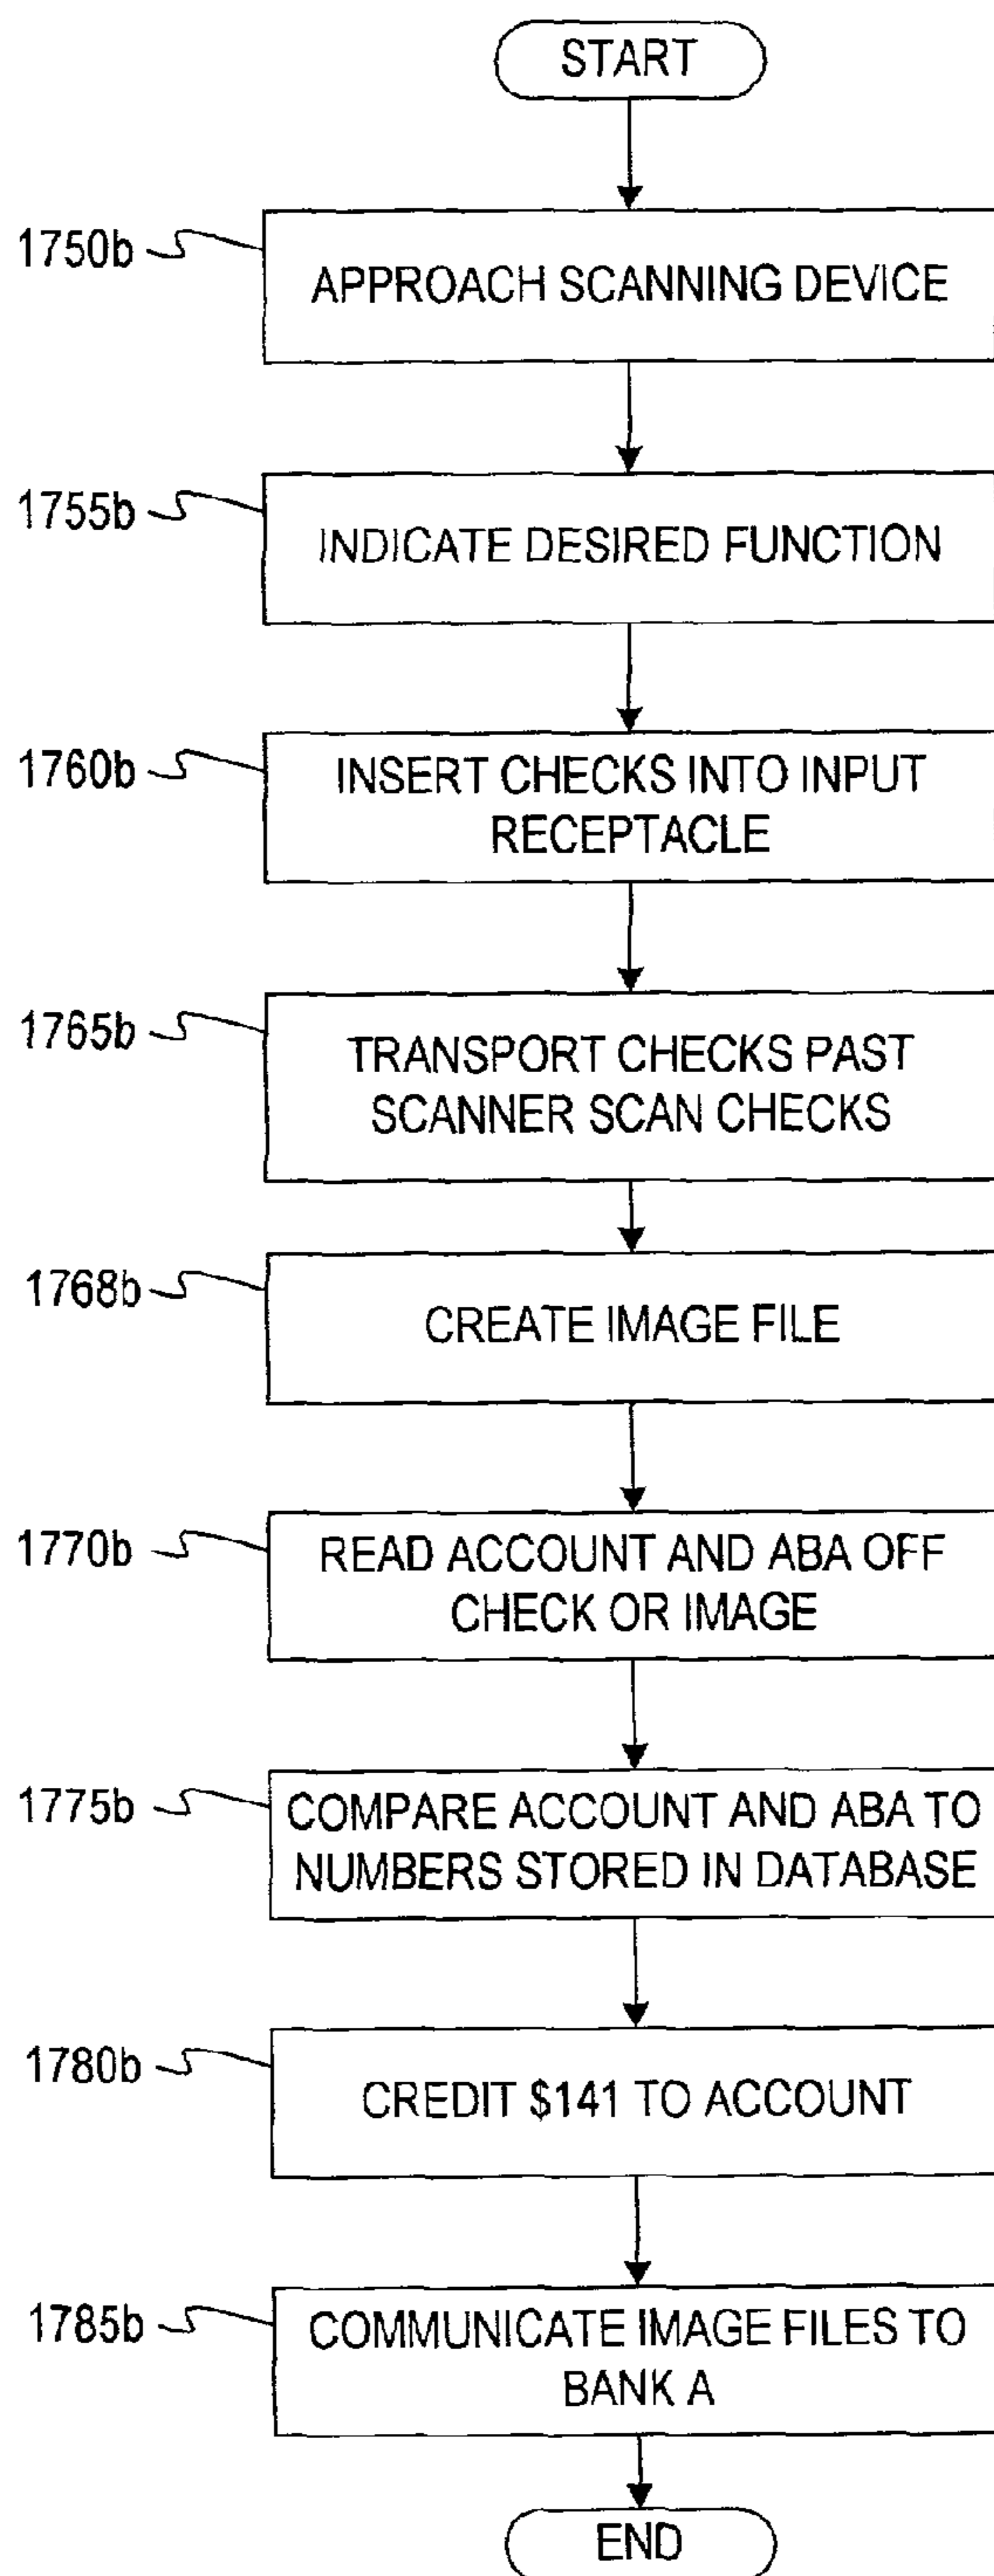 START
1750b
APPROACH SCANNING DEVICE
1755b
INDICATE DESIRED FUNCTION
1760b
INSERT CHECKS INTO INPUT
RECEPTACLE
1765b
TRANSPORT CHECKS PAST
SCANNER SCAN CHECKS
1768b
CREATE IMAGE FILE
1770b
READ ACCOUNT AND ABA OFF
CHECK OR IMAGE
1775b
COMPARE ACCOUNT AND ABA TO
NUMBERS STORED IN DATABASE
1780b
CREDIT $141 TO ACCOUNT
1785b
COMMUNICATE IMAGE FILES TO
BANK A
END